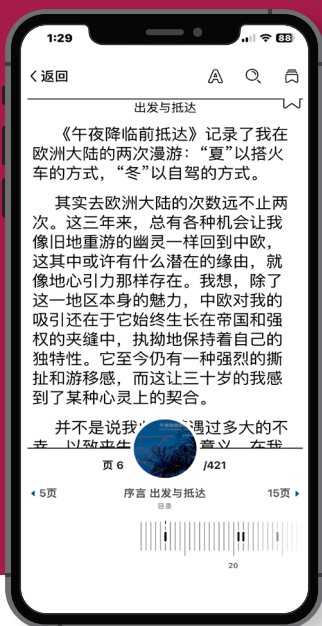 1:29
88
返回
出发与抵达
《午夜降临前抵达》记录了我在
欧洲大陆的两次漫游：“夏”以搭火
车的方式，“冬”以自驾的方式。
其实去欧洲大陆的次数远不止两
次。这三年来，总有各种机会让我
像旧地重游的幽灵一样回到中欧，
这其中或许有什么潜在的缘由，就
像地心引力那样存在。我想，除了
这一地区本身的魅力，中欧对我的
吸引还在于它始终生长在帝国和强
权的夹缝中，执拗地保持着自己的
独特性。它至今仍有一种强烈的撕
扯和游移感，而这让三十岁的我感
到了某种心灵上的契合。
并不是说我 遇过多大的不
幸，以致来生 意义。在我
页 6 /421
5页 序言 出发与抵达 15页
目录
20